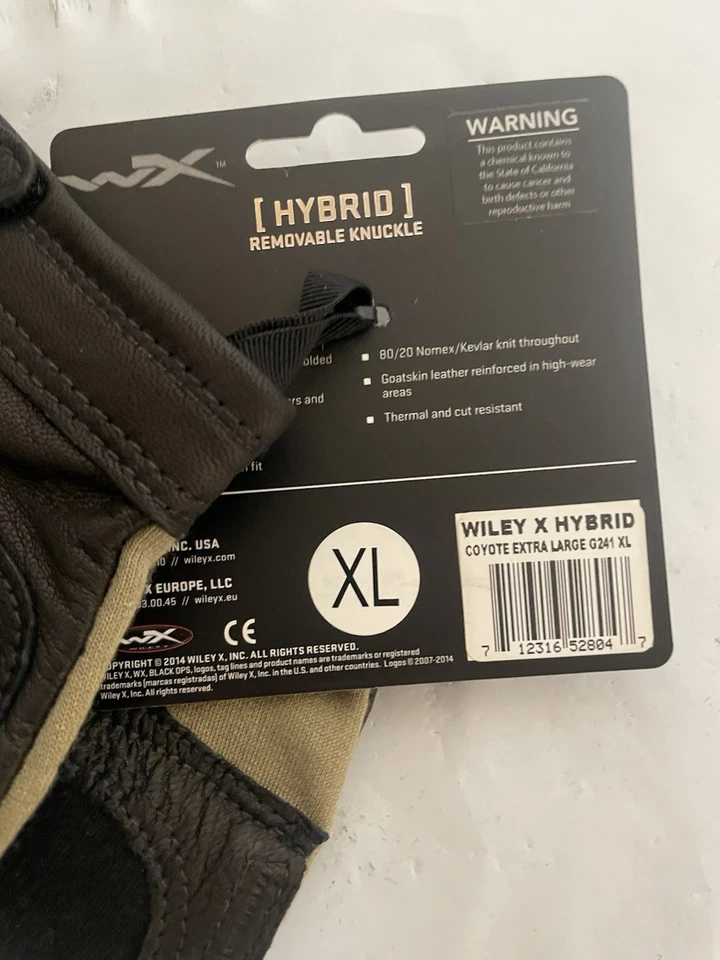 WX™
[ HYBRID ]
REMOVABLE KNUCKLE
WARNING
This product contains
a chemical known to
the State of California
to cause cancer and
birth defects or other
reproductive harm
olded
rs and
fit
▪ 80/20 Nomex/Kevlar knit throughout
▪ Goatskin leather reinforced in high-wear
areas
▪ Thermal and cut resistant
INC. USA
// wileyx.com
X EUROPE, LLC
3.00.45 // wileyx.eu
WX
WILEY X
CE
XL
WILEY X HYBRID
COYOTE EXTRA LARGE G241 XL
7 12316 52804 7
OPYRIGHT © 2014 WILEY X, INC. ALL RIGHTS RESERVED.
ILEY X, WX, BLACK OPS, logos, tag lines and product names are trademarks or registered
trademarks [marcas registradas] of Wiley X, Inc. in the U.S. and other countries. Logos © 2007-2014
Wiley X, Inc. All rights reserved.